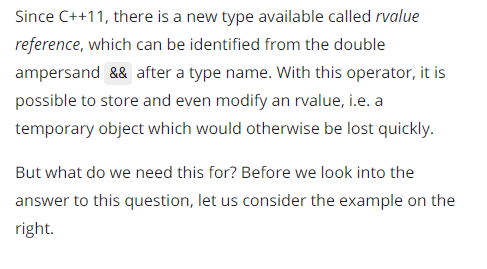 Since C++11, there is a new type available called rvalue
reference, which can be identified from the double
ampersand && after a type name. With this operator, it is
possible to store and even modify an rvalue, i.e. a
temporary object which would otherwise be lost quickly.
But what do we need this for? Before we look into the
answer to this question, let us consider the example on the
right.